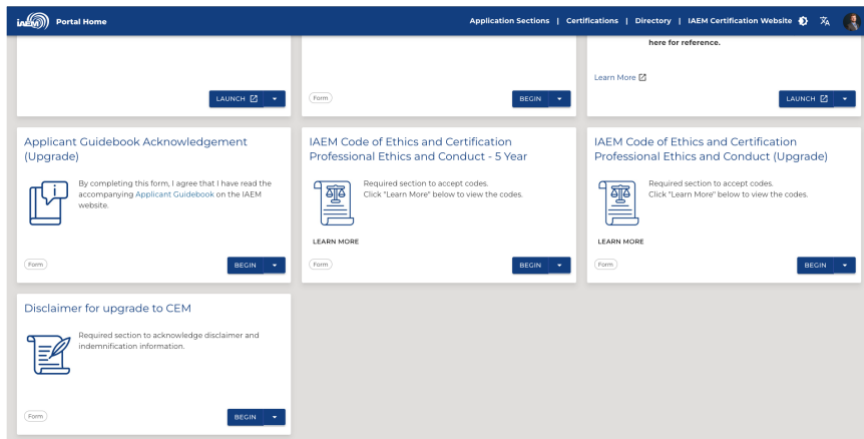 iAEM
Portal Home
Application Sections | Certifications | Directory | IAEM Certification Website
here for reference.
Learn More
LAUNCH
Form
BEGIN
LAUNCH
Applicant Guidebook Acknowledgement
(Upgrade)
By completing this form, I agree that I have read the
accompanying Applicant Guidebook on the IAEM
website.
Form
BEGIN
IAEM Code of Ethics and Certification
Professional Ethics and Conduct - 5 Year
Required section to accept codes.
Click "Learn More" below to view the codes.
LEARN MORE
Form
BEGIN
IAEM Code of Ethics and Certification
Professional Ethics and Conduct (Upgrade)
Required section to accept codes.
Click "Learn More" below to view the codes.
LEARN MORE
Form
BEGIN
Disclaimer for upgrade to CEM
Required section to acknowledge disclaimer and
indemnification information.
Form
BEGIN